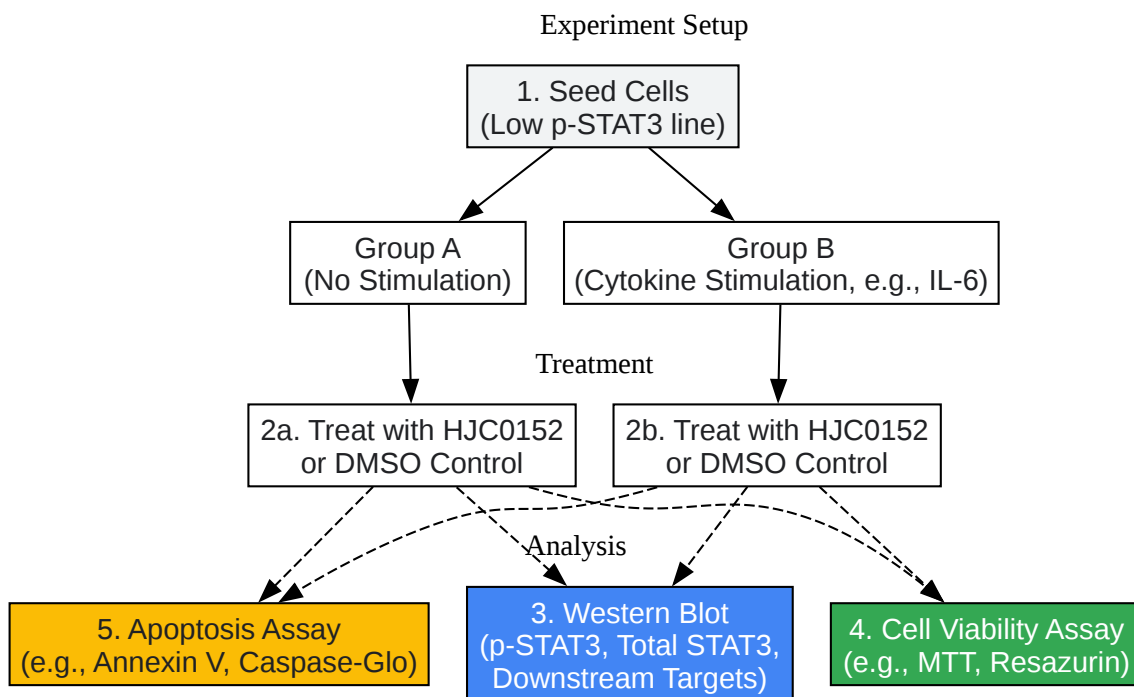 Experiment Setup
1. Seed Cells
(Low p-STAT3 line)
Group A
(No Stimulation)
Group B
(Cytokine Stimulation, e.g., IL-6)
Treatment
2a. Treat with HJC0152
or DMSO Control
2b. Treat with HJC0152
or DMSO Control
Analysis
5. Apoptosis Assay
(e.g., Annexin V, Caspase-Glo)
3. Western Blot
(p-STAT3, Total STAT3,
Downstream Targets)
4. Cell Viability Assay
(e.g., MTT, Resazurin)